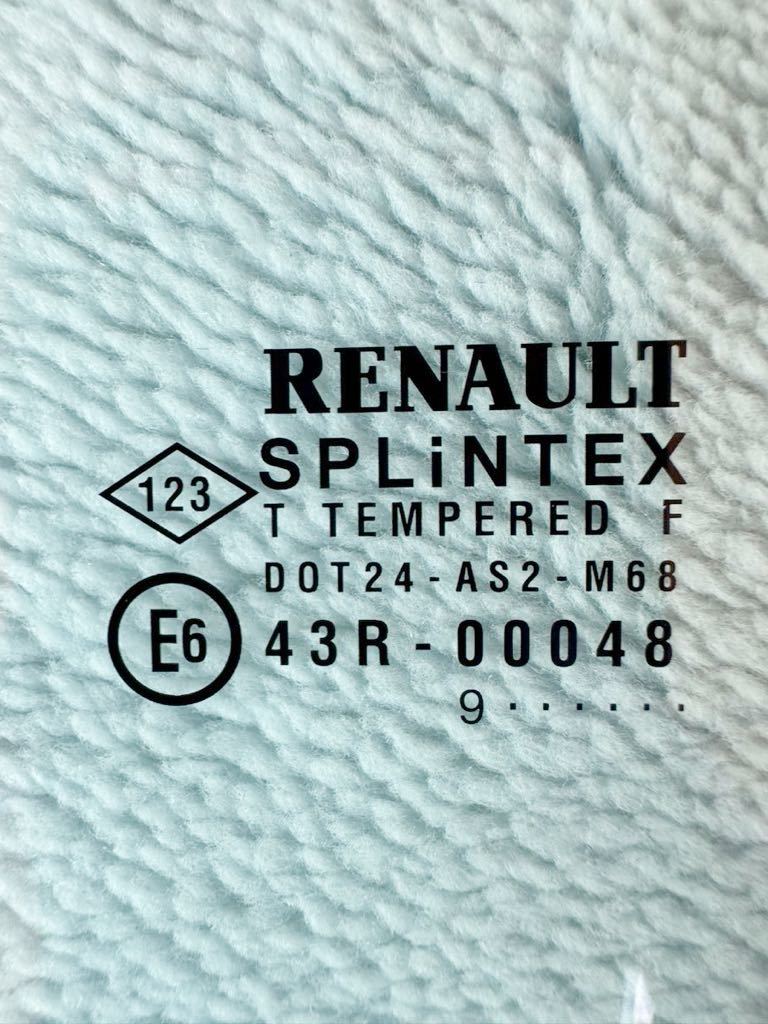 RENAULT
SPLiNTEX
123
T TEMPERED F
DOT24-AS2-M68
E6 43R-00048
9······